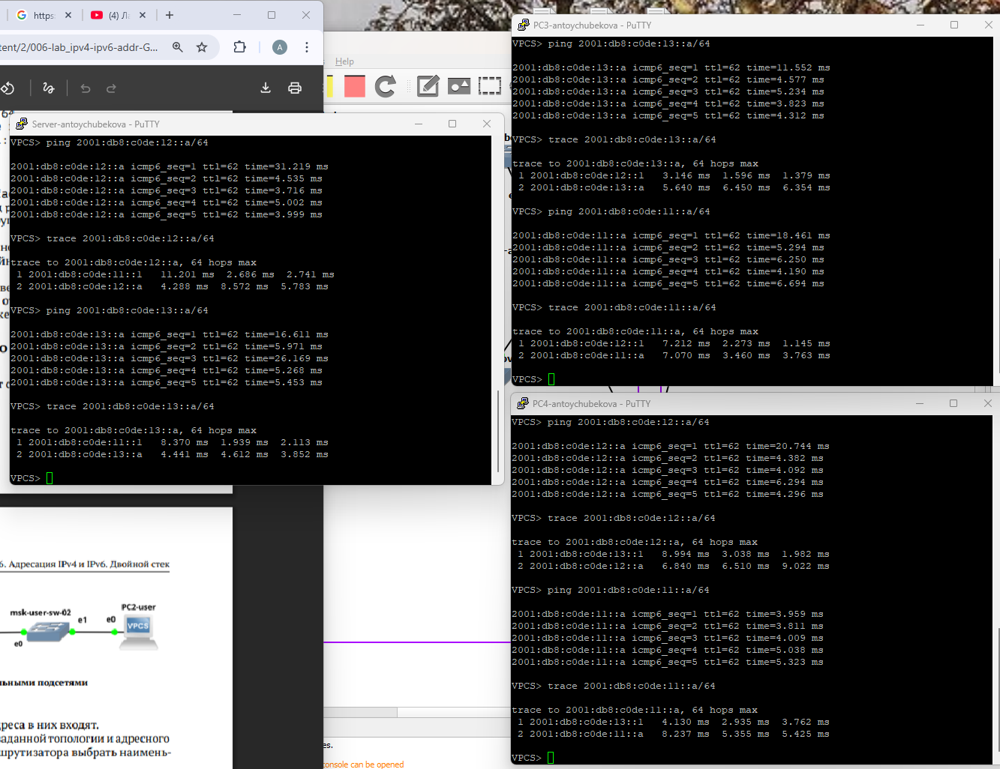 https:
(4) Л
tent/2/006-lab_ipv4-ipv6-addr-G...
A
Help
Server-antoychubekova - PuTTY
VPCS> ping 2001:db8:c0de:12::a/64
2001:db8:c0de:12::a icmp6_seq=1 ttl=62 time=31.219 ms
2001:db8:c0de:12::a icmp6_seq=2 ttl=62 time=4.535 ms
2001:db8:c0de:12::a icmp6_seq=3 ttl=62 time=3.716 ms
2001:db8:c0de:12::a icmp6_seq=4 ttl=62 time=5.002 ms
2001:db8:c0de:12::a icmp6_seq=5 ttl=62 time=3.999 ms
VPCS> trace 2001:db8:c0de:12::a/64
trace to 2001:db8:c0de:12::a, 64 hops max
1 2001:db8:c0de:11::1 11.201 ms 2.686 ms 2.741 ms
2 2001:db8:c0de:12::a 4.288 ms 8.572 ms 5.783 ms
VPCS> ping 2001:db8:c0de:13::a/64
2001:db8:c0de:13::a icmp6_seq=1 ttl=62 time=16.611 ms
2001:db8:c0de:13::a icmp6_seq=2 ttl=62 time=5.971 ms
2001:db8:c0de:13::a icmp6_seq=3 ttl=62 time=26.169 ms
2001:db8:c0de:13::a icmp6_seq=4 ttl=62 time=5.268 ms
2001:db8:c0de:13::a icmp6_seq=5 ttl=62 time=5.453 ms
VPCS> trace 2001:db8:c0de:13::a/64
trace to 2001:db8:c0de:13::a, 64 hops max
1 2001:db8:c0de:11::1 8.370 ms 1.939 ms 2.113 ms
2 2001:db8:c0de:13::a 4.441 ms 4.612 ms 3.852 ms
VPCS>
PC3-antoychubekova - PuTTY
VPCS> ping 2001:db8:c0de:13::a/64
2001:db8:c0de:13::a icmp6_seq=1 ttl=62 time=11.552 ms
2001:db8:c0de:13::a icmp6_seq=2 ttl=62 time=4.577 ms
2001:db8:c0de:13::a icmp6_seq=3 ttl=62 time=5.234 ms
2001:db8:c0de:13::a icmp6_seq=4 ttl=62 time=3.823 ms
2001:db8:c0de:13::a icmp6_seq=5 ttl=62 time=4.312 ms
VPCS> trace 2001:db8:c0de:13::a/64
trace to 2001:db8:c0de:13::a, 64 hops max
1 2001:db8:c0de:12::1 3.146 ms 1.596 ms 1.379 ms
2 2001:db8:c0de:13::a 5.640 ms 6.450 ms 6.354 ms
VPCS> ping 2001:db8:c0de:11::a/64
2001:db8:c0de:11::a icmp6_seq=1 ttl=62 time=18.461 ms
2001:db8:c0de:11::a icmp6_seq=2 ttl=62 time=5.294 ms
2001:db8:c0de:11::a icmp6_seq=3 ttl=62 time=6.250 ms
2001:db8:c0de:11::a icmp6_seq=4 ttl=62 time=4.190 ms
2001:db8:c0de:11::a icmp6_seq=5 ttl=62 time=6.694 ms
VPCS> trace 2001:db8:c0de:11::a/64
trace to 2001:db8:c0de:11::a, 64 hops max
1 2001:db8:c0de:12::1 7.212 ms 2.273 ms 1.145 ms
2 2001:db8:c0de:11::a 7.070 ms 3.460 ms 3.763 ms
VPCS>
PC4-antoychubekova - PuTTY
VPCS> ping 2001:db8:c0de:12::a/64
2001:db8:c0de:12::a icmp6_seq=1 ttl=62 time=20.744 ms
2001:db8:c0de:12::a icmp6_seq=2 ttl=62 time=4.382 ms
2001:db8:c0de:12::a icmp6_seq=3 ttl=62 time=4.092 ms
2001:db8:c0de:12::a icmp6_seq=4 ttl=62 time=6.294 ms
2001:db8:c0de:12::a icmp6_seq=5 ttl=62 time=4.296 ms
VPCS> trace 2001:db8:c0de:12::a/64
trace to 2001:db8:c0de:12::a, 64 hops max
1 2001:db8:c0de:13::1 8.994 ms 3.038 ms 1.982 ms
2 2001:db8:c0de:12::a 6.840 ms 6.510 ms 9.022 ms
VPCS> ping 2001:db8:c0de:11::a/64
2001:db8:c0de:11::a icmp6_seq=1 ttl=62 time=3.959 ms
2001:db8:c0de:11::a icmp6_seq=2 ttl=62 time=3.811 ms
2001:db8:c0de:11::a icmp6_seq=3 ttl=62 time=4.009 ms
2001:db8:c0de:11::a icmp6_seq=4 ttl=62 time=5.038 ms
2001:db8:c0de:11::a icmp6_seq=5 ttl=62 time=5.323 ms
VPCS> trace 2001:db8:c0de:11::a/64
trace to 2001:db8:c0de:11::a, 64 hops max
1 2001:db8:c0de:13::1 4.130 ms 2.935 ms 3.762 ms
2 2001:db8:c0de:11::a 8.237 ms 5.355 ms 5.425 ms
VPCS>
6. Адресация IPv4 и IPv6. Двойной стек
PC2-user
msk-user-sw-02
e1
e0
VPCS
e0
льными подсетями
реса в них входят.
заданной топологии и адресного
шрутизатора выбрать наимень-
es.
console can be opened